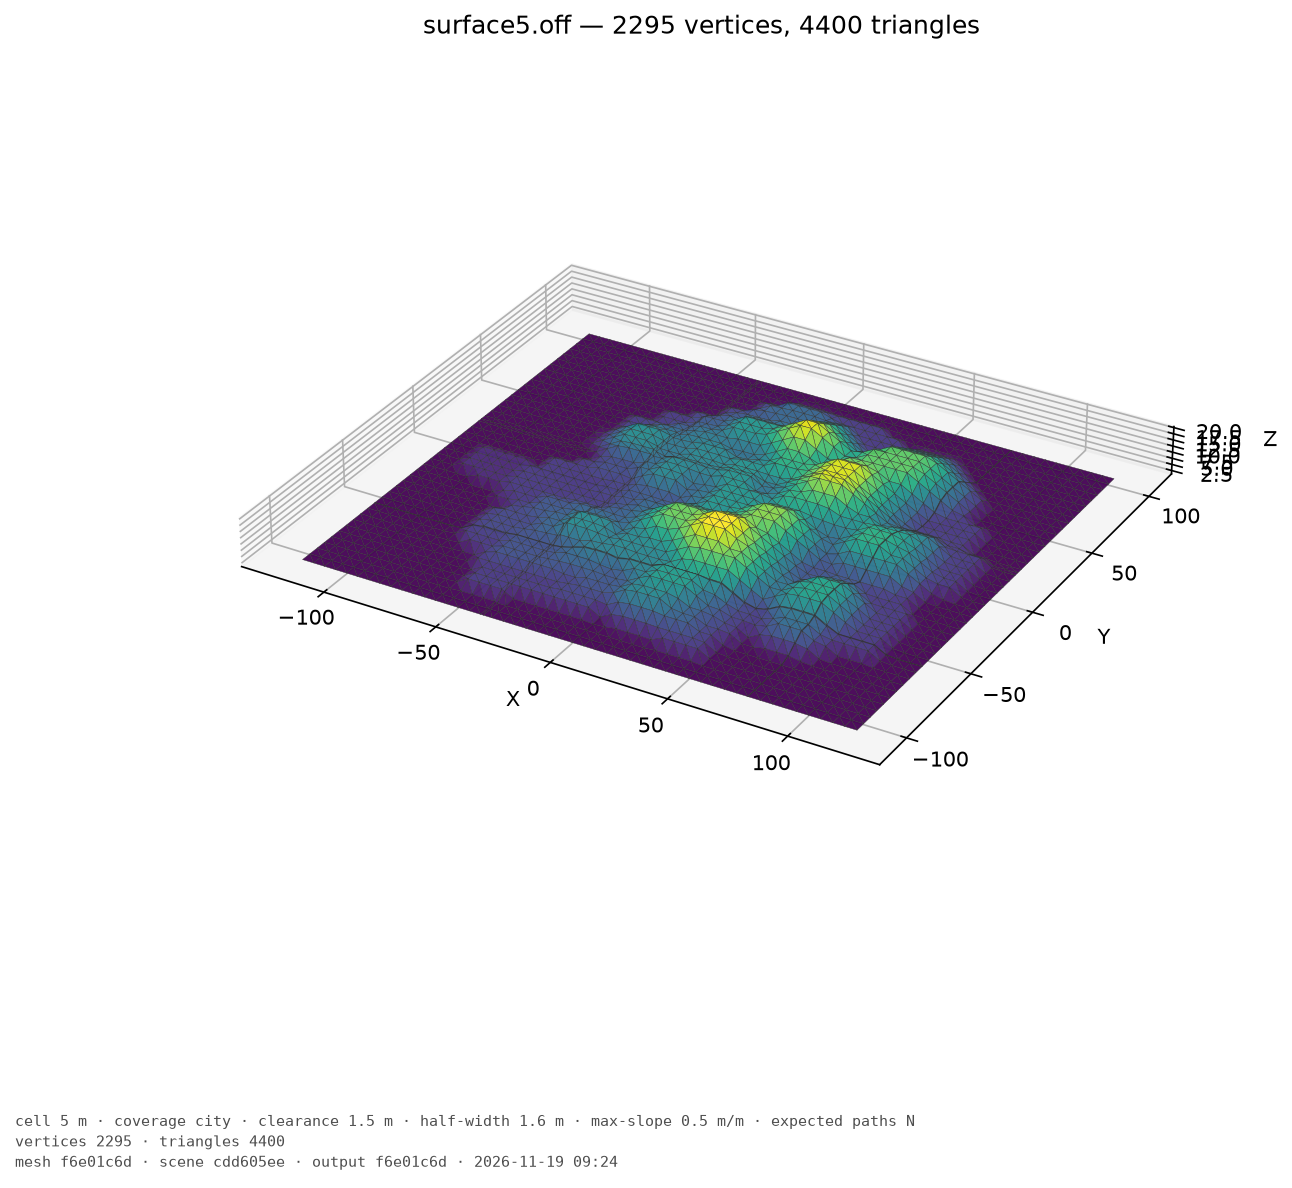 surface5.off — 2295 vertices, 4400 triangles
20.0
2.5
Z
100
50
0
Y
−50
−100
−100
−50
X
0
50
100
cell 5 m · coverage city · clearance 1.5 m · half-width 1.6 m · max-slope 0.5 m/m · expected paths N
vertices 2295 · triangles 4400
mesh f6e01c6d · scene cdd605ee · output f6e01c6d · 2026-11-19 09:24